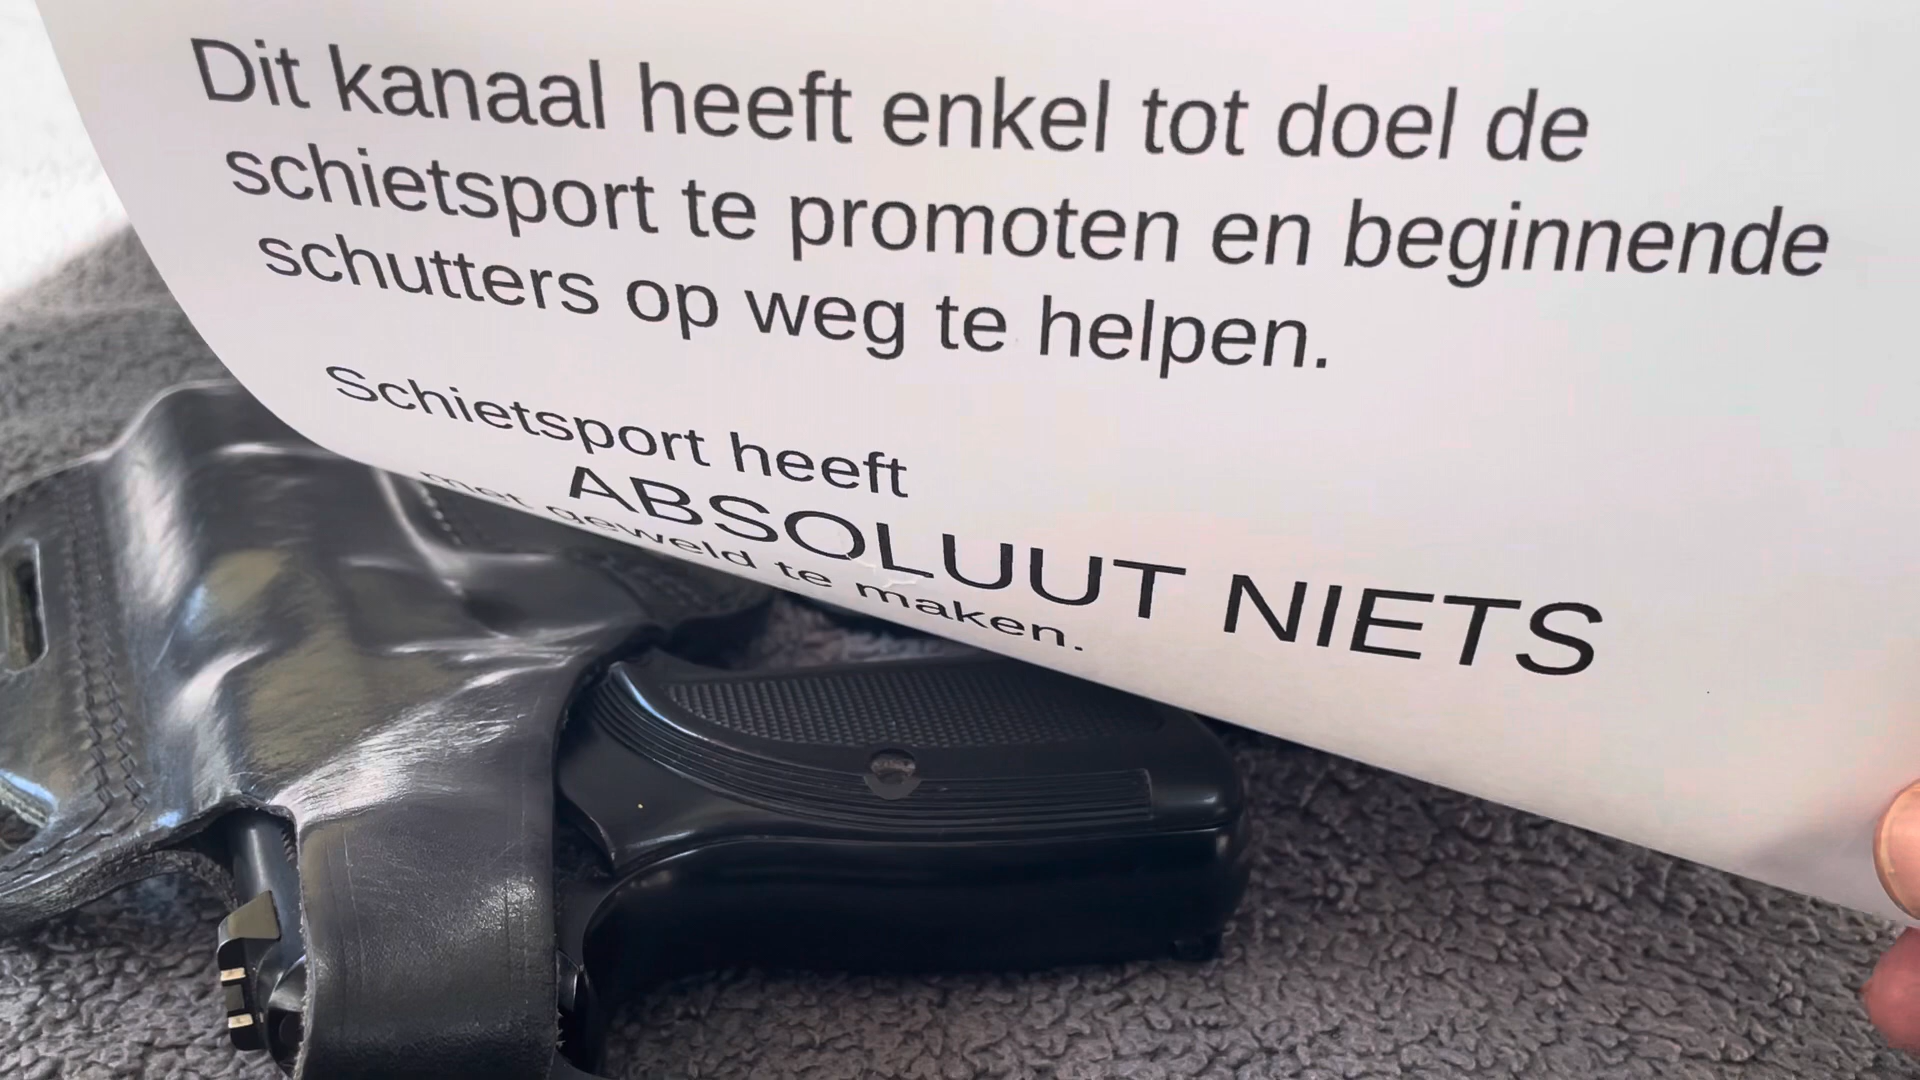 Dit kanaal heeft enkel tot doel de
schietsport te promoten en beginnende
schutters op weg te helpen.
Schietsport heeft
ABSOLUUT NIETS
met geweld te maken.